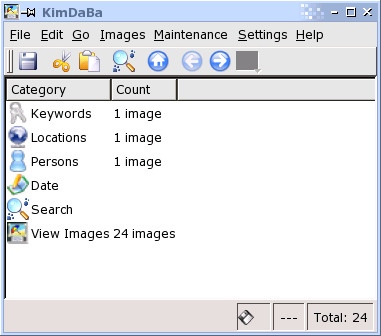 KimDaBa
File Edit Go Images Maintenance Settings Help
Category Count
Keywords 1 image
Locations 1 image
Persons 1 image
Date
Search
View Images 24 images
--- Total: 24